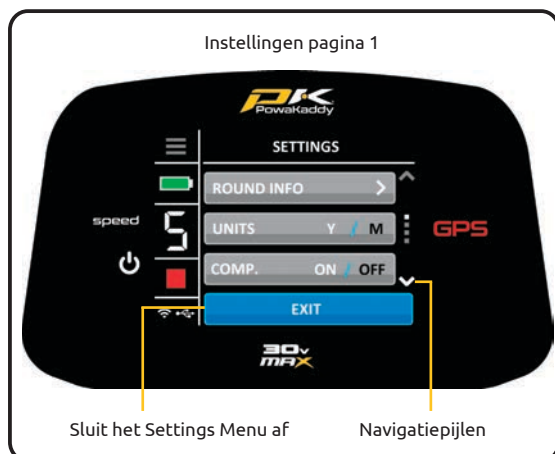 Instellingen pagina 1
PK
PowaKaddy
SETTINGS
ROUND INFO
speed
5
UNITS Y / M
GPS
COMP. ON / OFF
EXIT
30v
MAX
Sluit het Settings Menu af
Navigatiepijlen